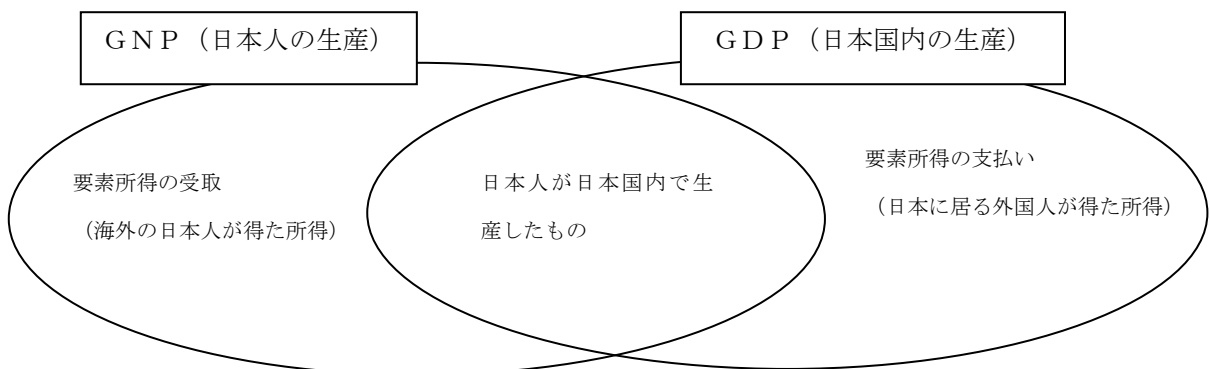 ＧＮＰ（日本人の生産）
ＧＤＰ（日本国内の生産）
要素所得の受取
（海外の日本人が得た所得）
日本人が日本国内で生
産したもの
要素所得の支払い
（日本に居る外国人が得た所得）